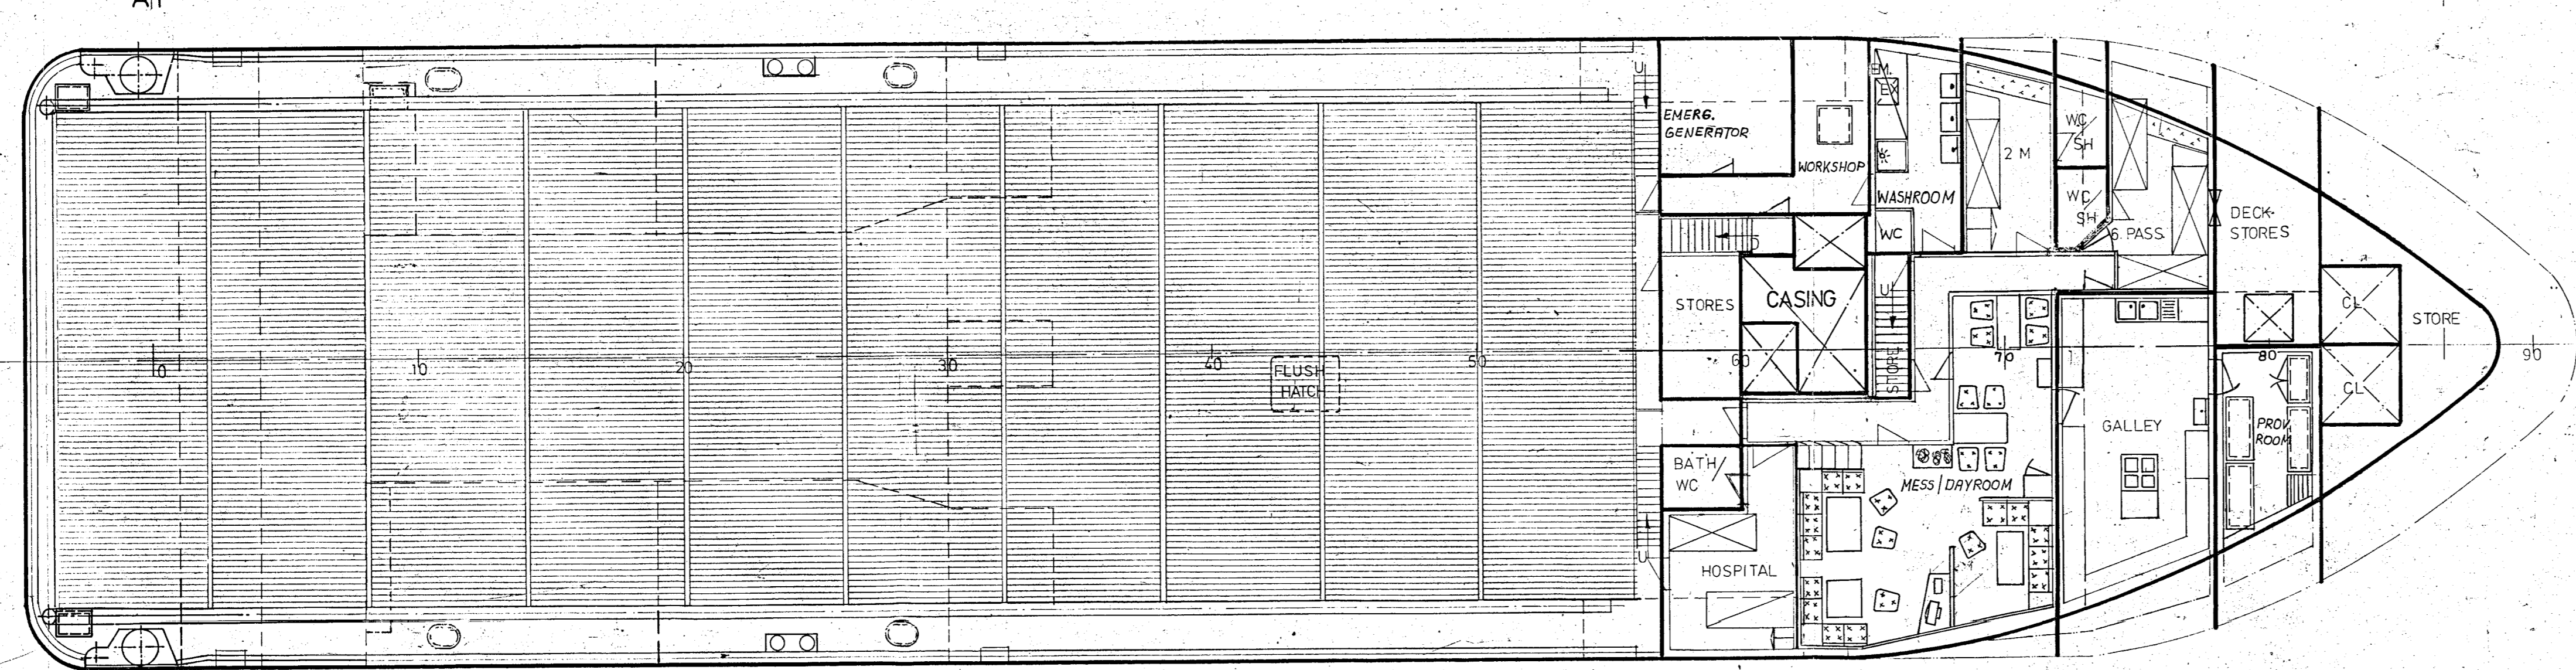 U
EMERG.
GENERATOR
WORKSHOP
EM.
EX
WASHROOM
WC
2 M
WC
SH
WC
SH
6. PASS.
DECK-
STORES
STORES
CASING
U
STORE
CL
STORE
CL
0
10
20
30
40
50
60
70
80
90
FLUSH
HATCH
GALLEY
PROV.
ROOM
BATH/
WC
MESS/DAYROOM
HOSPITAL
U